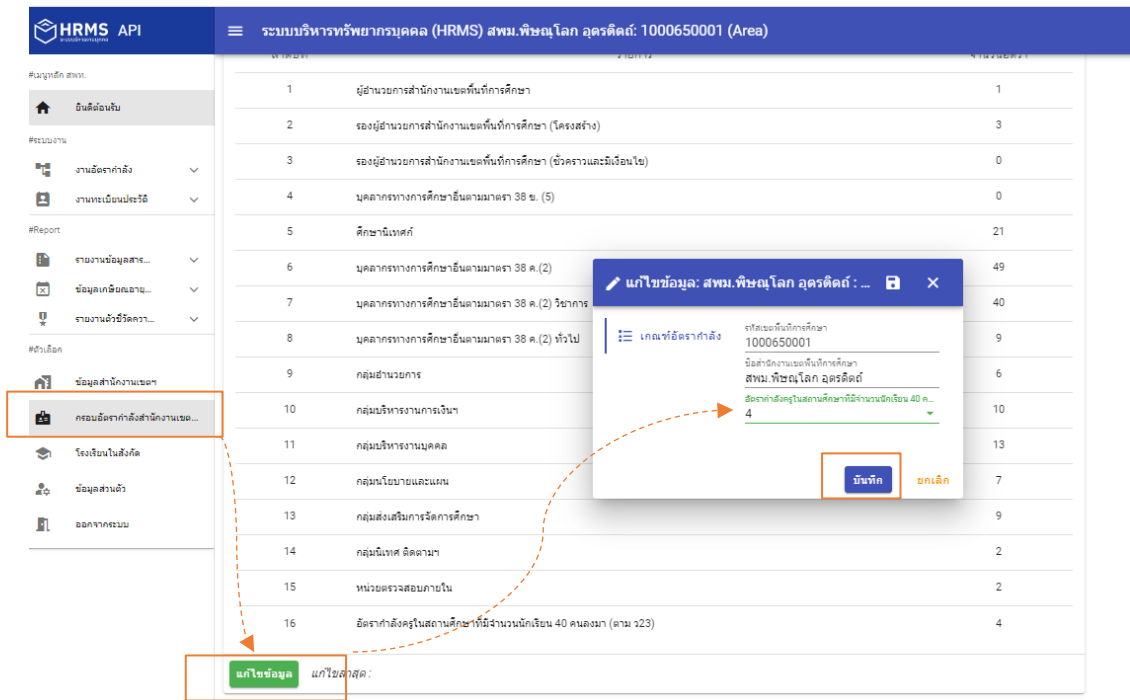 HRMS API
ระบบบริหารทรัพยากรบุคคล (HRMS) สพม.พิษณุโลก อุตรดิตถ์: 1000650001 (Area)
#เมนูหลัก สพท.
ยินดีต้อนรับ
#ระบบงาน
งานอัตรากำลัง
งานทะเบียนประวัติ
#Report
รายงานข้อมูลสาร...
ข้อมูลเกษียณอายุ...
รายงานตัวชี้วัดควา...
#ตัวเลือก
ข้อมูลสำนักงานเขตฯ
กรอบอัตรากำลังสำนักงานเขต...
โรงเรียนในสังกัด
ข้อมูลส่วนตัว
ออกจากระบบ
1 ผู้อำนวยการสำนักงานเขตพื้นที่การศึกษา 1
2 รองผู้อำนวยการสำนักงานเขตพื้นที่การศึกษา (โครงสร้าง) 3
3 รองผู้อำนวยการสำนักงานเขตพื้นที่การศึกษา (ชั่วคราวและมีเงื่อนไข) 0
4 บุคลากรทางการศึกษาอื่นตามมาตรา 38 ข. (5) 0
5 ศึกษานิเทศก์ 21
6 บุคลากรทางการศึกษาอื่นตามมาตรา 38 ค.(2) 49
7 บุคลากรทางการศึกษาอื่นตามมาตรา 38 ค.(2) วิชาการ 40
8 บุคลากรทางการศึกษาอื่นตามมาตรา 38 ค.(2) ทั่วไป 9
9 กลุ่มอำนวยการ 6
10 กลุ่มบริหารงานการเงินฯ 10
11 กลุ่มบริหารงานบุคคล 13
12 กลุ่มนโยบายและแผน 7
13 กลุ่มส่งเสริมการจัดการศึกษา 9
14 กลุ่มนิเทศ ติดตามฯ 2
15 หน่วยตรวจสอบภายใน 2
16 อัตรากำลังครูในสถานศึกษาที่มีจำนวนนักเรียน 40 คนลงมา (ตาม ว23) 4
แก้ไขข้อมูล แก้ไขล่าสุด :
แก้ไขข้อมูล: สพม.พิษณุโลก อุตรดิตถ์ : ...
เกณฑ์อัตรากำลัง
รหัสเขตพื้นที่การศึกษา
1000650001
ชื่อสำนักงานเขตพื้นที่การศึกษา
สพม.พิษณุโลก อุตรดิตถ์
อัตรากำลังครูในสถานศึกษาที่มีจำนวนนักเรียน 40 ค...
4
บันทึก ยกเลิก